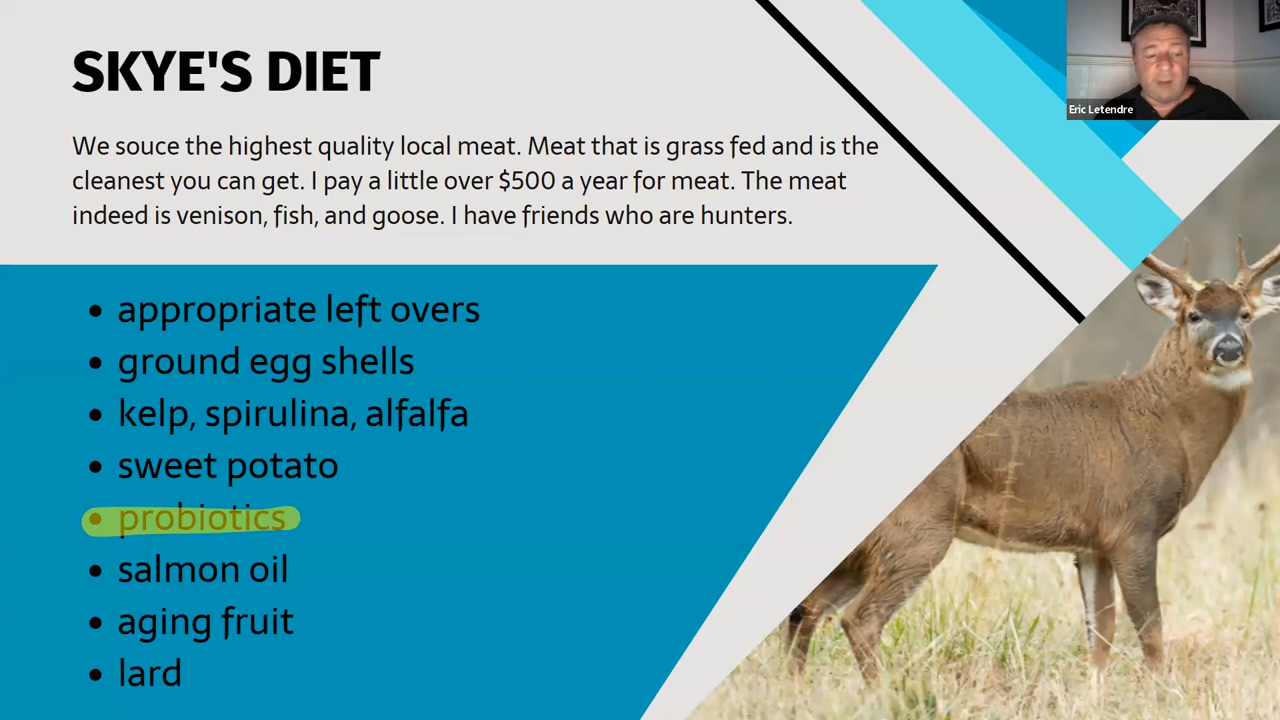 SKYE'S DIET
Eric Letendre
We souce the highest quality local meat. Meat that is grass fed and is the
cleanest you can get. I pay a little over $500 a year for meat. The meat
indeed is venison, fish, and goose. I have friends who are hunters.
• appropriate left overs
• ground egg shells
• kelp, spirulina, alfalfa
• sweet potato
• probiotics
• salmon oil
• aging fruit
• lard